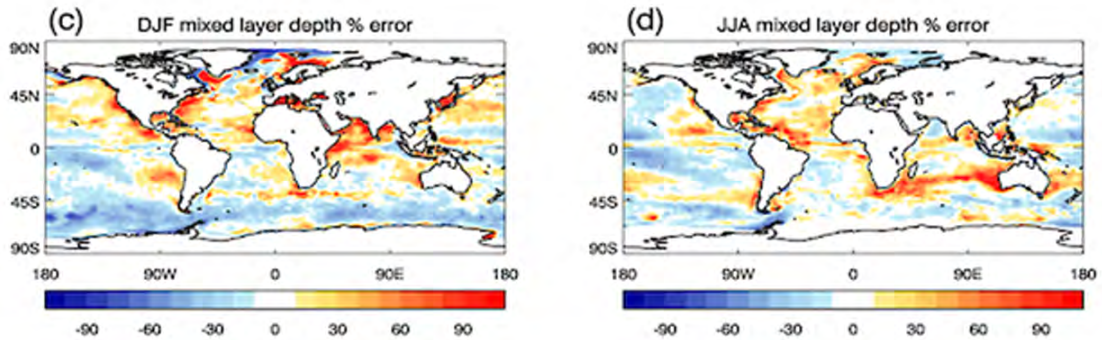 (c) DJF mixed layer depth % error
90N
45N
0
45S
90S
180 90W 0 90E 180
-90 -60 -30 0 30 60 90
(d) JJA mixed layer depth % error
90N
45N
0
45S
90S
180 90W 0 90E 180
-90 -60 -30 0 30 60 90